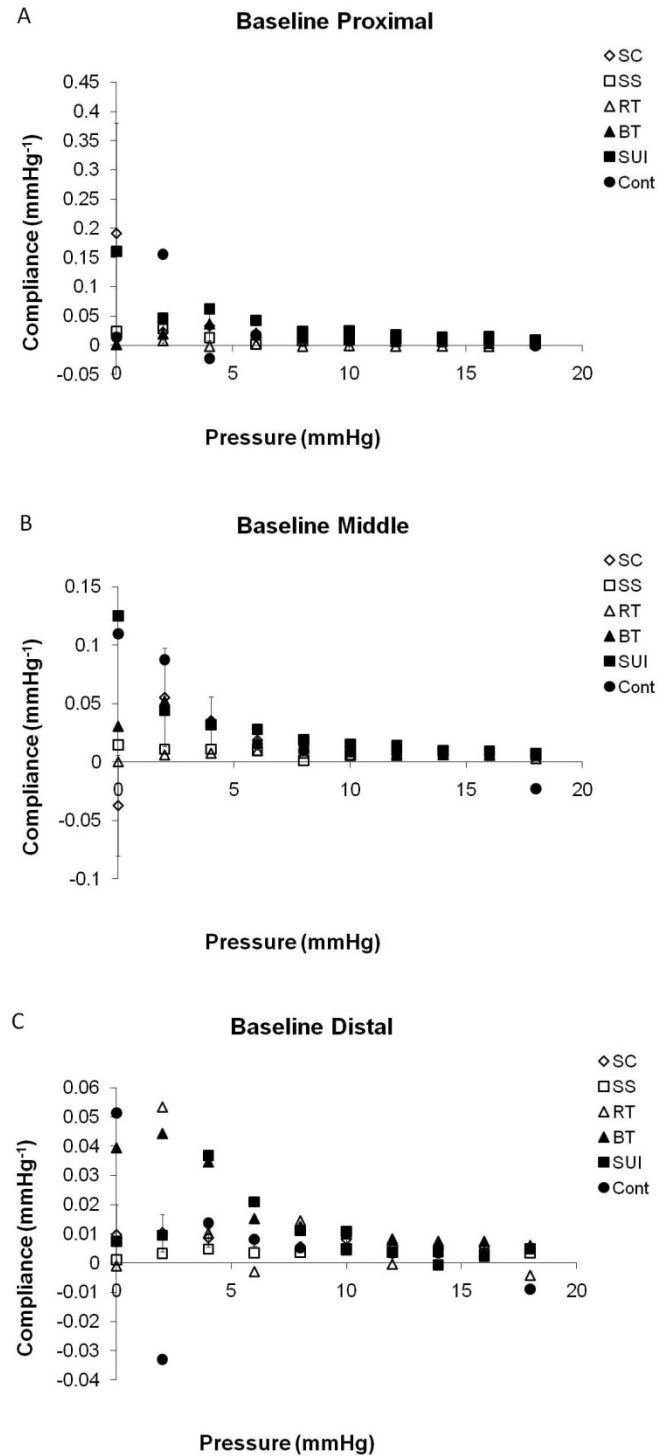 A
Baseline Proximal
SC
SS
RT
BT
SUI
Cont
0.45
0.4
0.35
0.3
0.25
0.2
0.15
0.1
0.05
0
-0.05
0
5
10
15
20
Compliance (mmHg-1)
Pressure (mmHg)
B
Baseline Middle
SC
SS
RT
BT
SUI
Cont
0.15
0.1
0.05
0
-0.05
-0.1
0
5
10
15
20
Compliance (mmHg-1)
Pressure (mmHg)
C
Baseline Distal
SC
SS
RT
BT
SUI
Cont
0.06
0.05
0.04
0.03
0.02
0.01
0
-0.01
-0.02
-0.03
-0.04
0
5
10
15
20
Compliance (mmHg-1)
Pressure (mmHg)